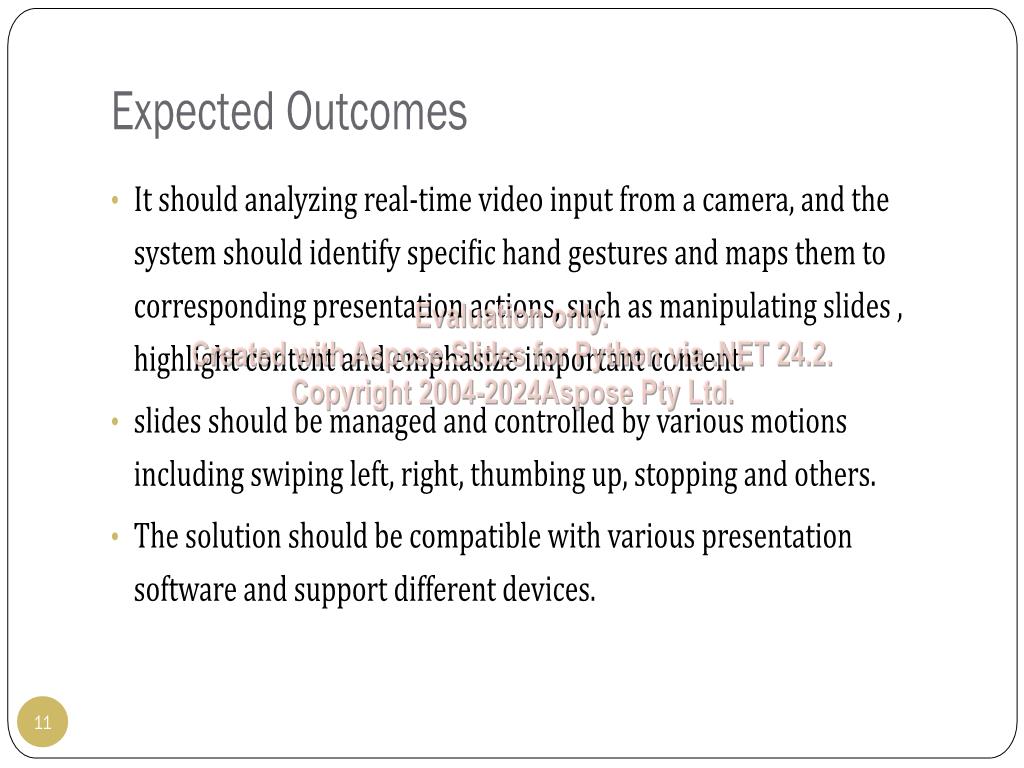 Expected Outcomes
• It should analyzing real-time video input from a camera, and the
system should identify specific hand gestures and maps them to
corresponding presentation actions, such as manipulating slides ,
highlight content and emphasize important content.
Evaluation only.
Created with Aspose.Slides for Python via .NET 24.2.
Copyright 2004-2024Aspose Pty Ltd.
• slides should be managed and controlled by various motions
including swiping left, right, thumbing up, stopping and others.
• The solution should be compatible with various presentation
software and support different devices.
11